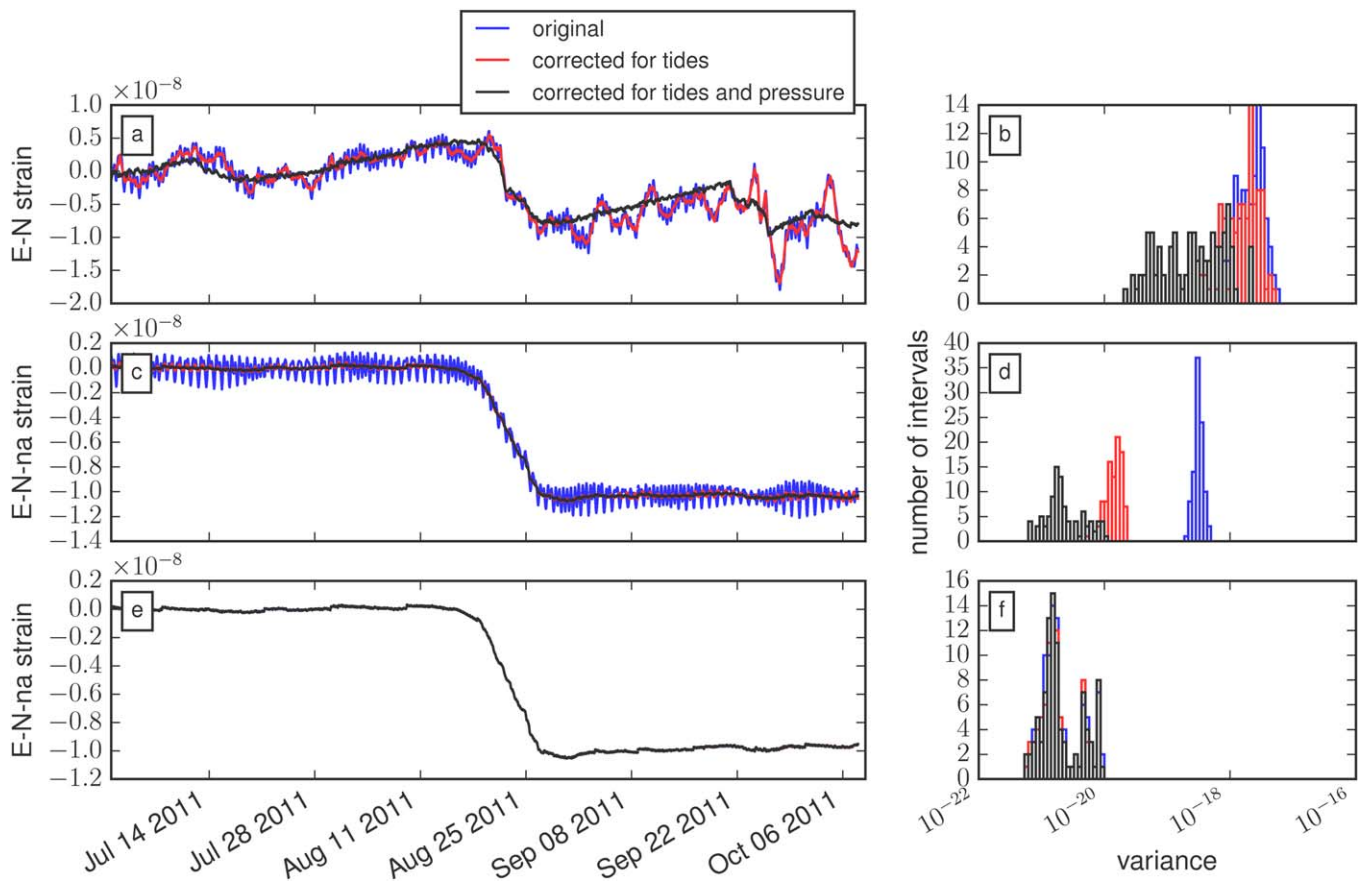 original
corrected for tides
corrected for tides and pressure
×10⁻⁸
1.0
0.5
0.0
−0.5
−1.0
−1.5
−2.0
E-N strain
a
14
12
10
8
6
4
2
0
b
×10⁻⁸
0.2
0.0
−0.2
−0.4
−0.6
−0.8
−1.0
−1.2
−1.4
E-N-na strain
c
number of intervals
40
35
30
25
20
15
10
5
0
d
×10⁻⁸
0.2
0.0
−0.2
−0.4
−0.6
−0.8
−1.0
−1.2
E-N-na strain
e
Jul 14 2011
Jul 28 2011
Aug 11 2011
Aug 25 2011
Sep 08 2011
Sep 22 2011
Oct 06 2011
16
14
12
10
8
6
4
2
0
f
10⁻²²
10⁻²⁰
10⁻¹⁸
10⁻¹⁶
variance